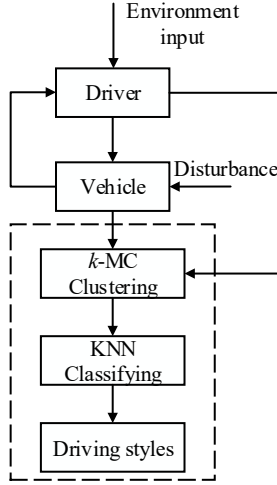 Environment
input
Driver
Disturbance
Vehicle
k-MC
Clustering
KNN
Classifying
Driving styles